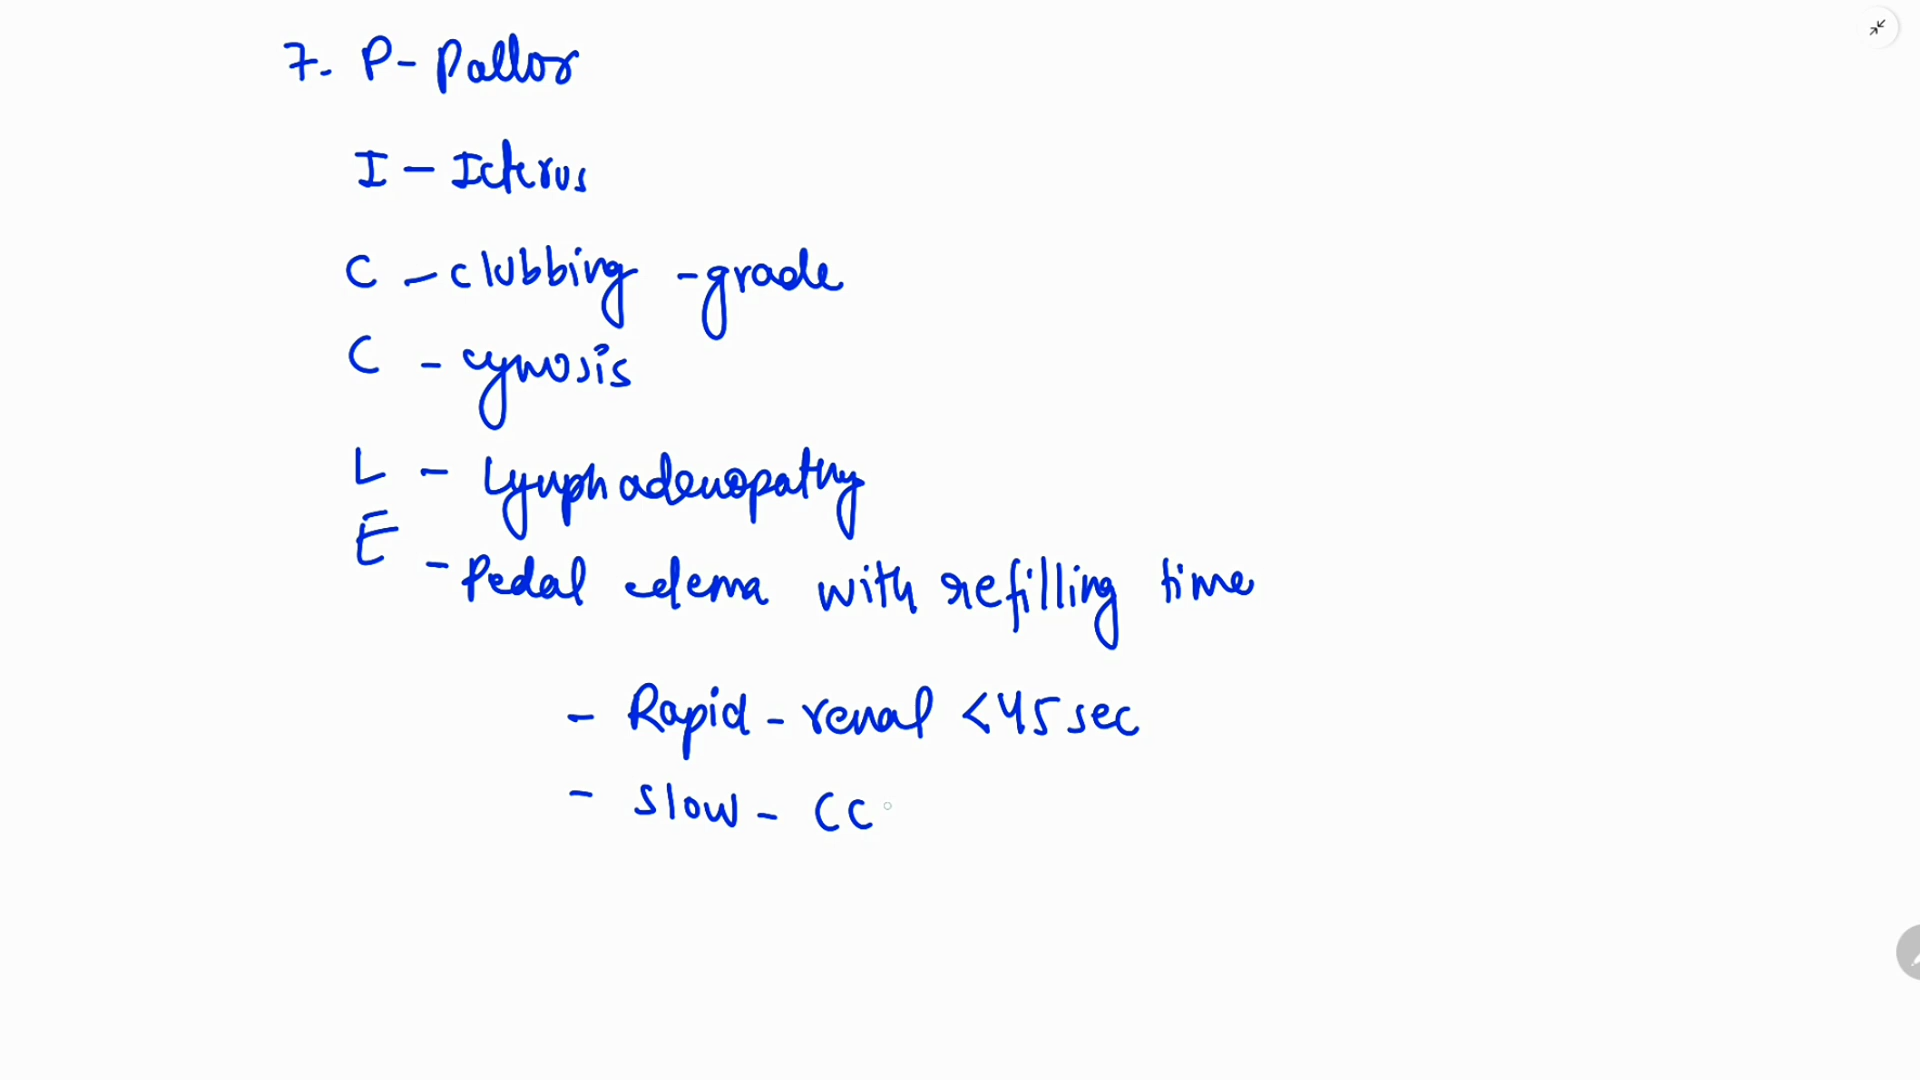 7. P - Pallor
I - Icterus
C - clubbing - grade
C - cynosis
L - Lymphadenopathy
E
- Pedal edema with refilling time
- Rapid - renal <45 sec
- slow - CC